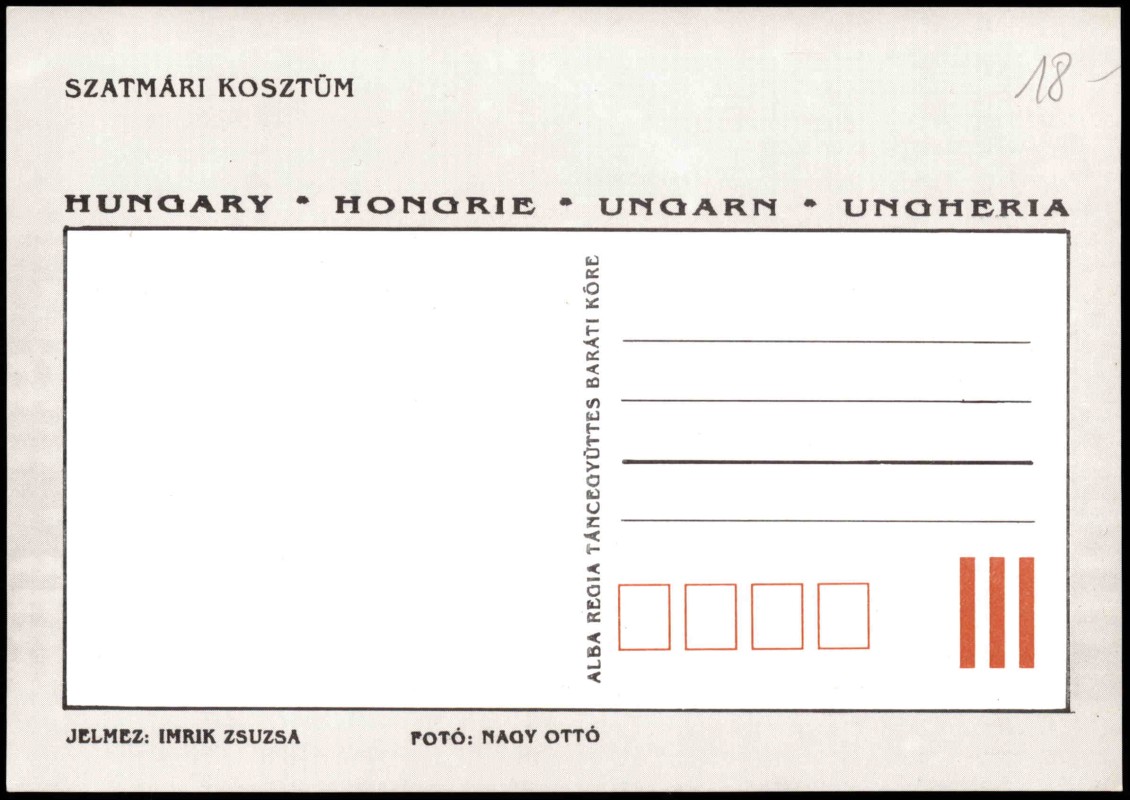 SZATMÁRI KOSZTÜM
18 -
HUNGARY * HONGRIE * UNGARN * UNGHERIA
ALBA REGIA TÁNCEGYÜTTES BARÁTI KÖRE
JELMEZ: IMRIK ZSUZSA
FOTÓ: NAGY OTTÓ